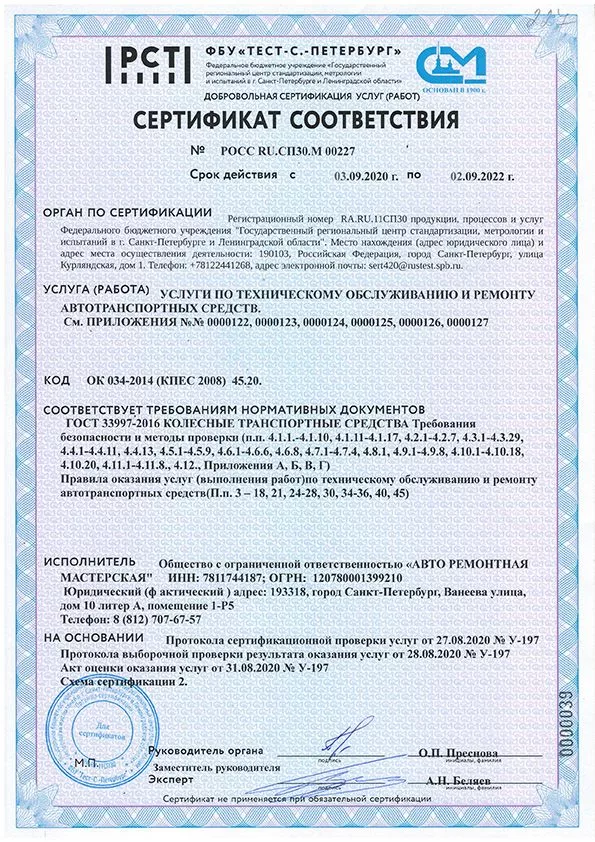 217
РСТ
ФБУ "ТЕСТ-С.-ПЕТЕРБУРГ"
Федеральное бюджетное учреждение «Государственный
региональный центр стандартизации, метрологии
и испытаний в г. Санкт-Петербурге и Ленинградской области»
ОСНОВАН В 1900 г.
ДОБРОВОЛЬНАЯ СЕРТИФИКАЦИЯ УСЛУГ (РАБОТ)
СЕРТИФИКАТ СООТВЕТСТВИЯ
№ РОСС RU.СП30.М 00227
Срок действия с 03.09.2020 г. по 02.09.2022 г.
ОРГАН ПО СЕРТИФИКАЦИИ Регистрационный номер RA.RU.11СП30 продукции, процессов и услуг
Федерального бюджетного учреждения "Государственный региональный центр стандартизации, метрологии и
испытаний в г. Санкт-Петербурге и Ленинградской области". Место нахождения (адрес юридического лица) и
адрес места осуществления деятельности: 190103, Российская Федерация, город Санкт-Петербург, улица
Курляндская, дом 1. Телефон: +78122441268, адрес электронной почты: sert420@rustest.spb.ru.
УСЛУГА (РАБОТА) УСЛУГИ ПО ТЕХНИЧЕСКОМУ ОБСЛУЖИВАНИЮ И РЕМОНТУ
АВТОТРАНСПОРТНЫХ СРЕДСТВ.
См. ПРИЛОЖЕНИЯ №№ 0000122, 0000123, 0000124, 0000125, 0000126, 0000127
КОД ОК 034-2014 (КПЕС 2008) 45.20.
СООТВЕТСТВУЕТ ТРЕБОВАНИЯМ НОРМАТИВНЫХ ДОКУМЕНТОВ
ГОСТ 33997-2016 КОЛЕСНЫЕ ТРАНСПОРТНЫЕ СРЕДСТВА Требования
безопасности и методы проверки (п.п. 4.1.1.-4.1.10, 4.1.11-4.1.17, 4.2.1-4.2.7, 4.3.1-4.3.29,
4.4.1-4.4.11, 4.4.13, 4.5.1-4.5.9, 4.6.1-4.6.6, 4.6.8, 4.7.1-4.7.4, 4.8.1, 4.9.1-4.9.8, 4.10.1-4.10.18,
4.10.20, 4.11.1-4.11.8., 4.12., Приложения А, Б, В, Г)
Правила оказания услуг (выполнения работ)по техническому обслуживанию и ремонту
автотранспортных средств(П.п. 3 – 18, 21, 24-28, 30, 34-36, 40, 45)
ИСПОЛНИТЕЛЬ Общество с ограниченной ответственностью «АВТО РЕМОНТНАЯ
МАСТЕРСКАЯ" ИНН: 7811744187; ОГРН: 120780001399210
Юридический (ф актический ) адрес: 193318, город Санкт-Петербург, Ванеева улица,
дом 10 литер А, помещение 1-Р5
Телефон: 8 (812) 707-67-57
НА ОСНОВАНИИ Протокола сертификационной проверки услуг от 27.08.2020 № У-197
Протокола выборочной проверки результата оказания услуг от 28.08.2020 № У-197
Акт оценки оказания услуг от 31.08.2020 № У-197
Схема сертификации 2.
0000039
Для
сертификатов
ФБУ "Тест-С.-Петербург"
М.П.
Руководитель органа О.П. Преснова
подпись инициалы, фамилия
Заместитель руководителя
Эксперт А.Н. Беляев
подпись инициалы, фамилия
Сертификат не применяется при обязательной сертификации